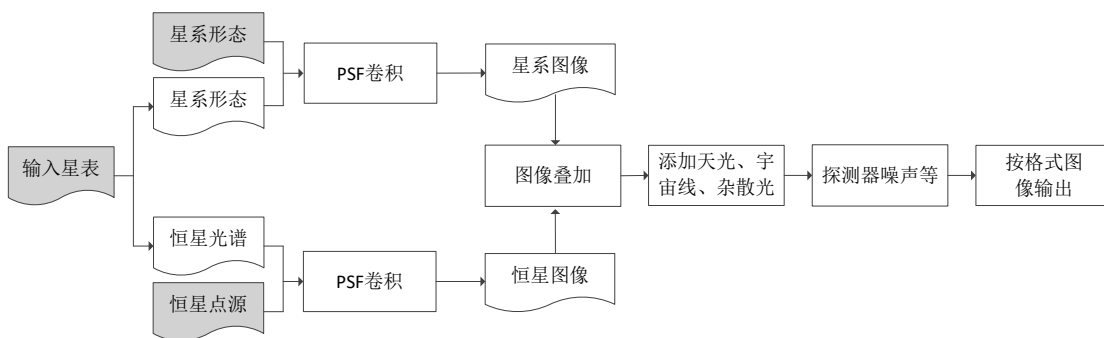 星系形态
PSF卷积
星系图像
星系形态
输入星表
图像叠加
添加天光、宇
宙线、杂散光
探测器噪声等
按格式图
像输出
恒星光谱
PSF卷积
恒星图像
恒星点源